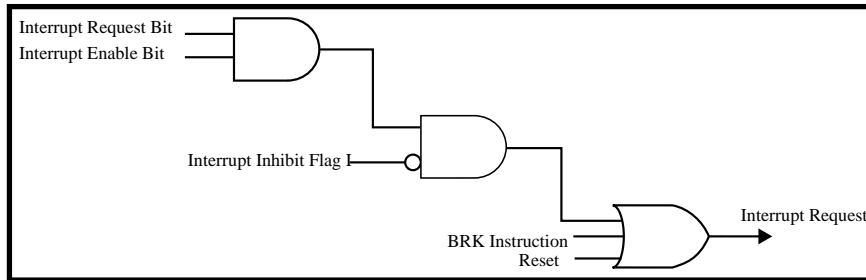 Interrupt Request Bit
Interrupt Enable Bit
Interrupt Inhibit Flag I
Interrupt Request
BRK Instruction
Reset